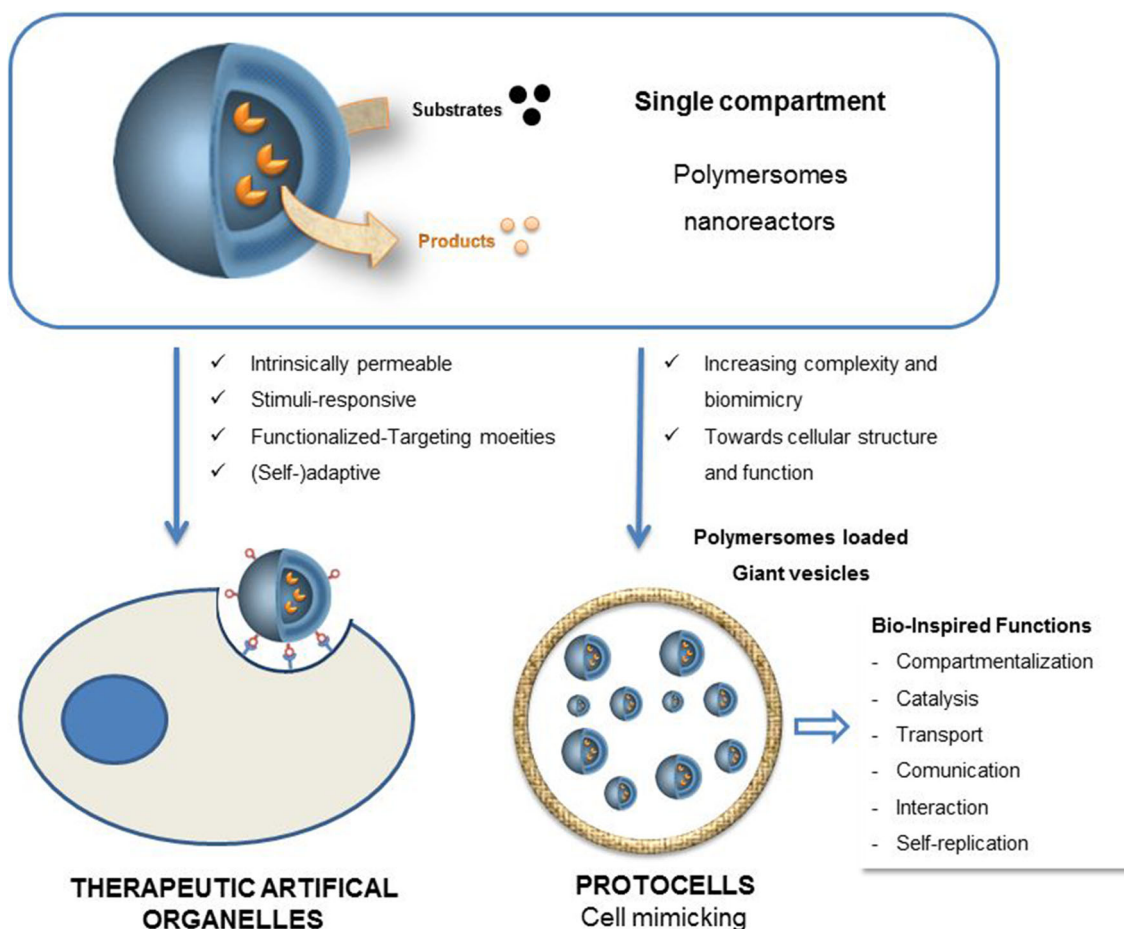 Substrates
Products
Single compartment
Polymersomes
nanoreactors
✓ Intrinsically permeable
✓ Stimuli-responsive
✓ Functionalized-Targeting moeities
✓ (Self-)adaptive
✓ Increasing complexity and
biomimicry
✓ Towards cellular structure
and function
Polymersomes loaded
Giant vesicles
Bio-Inspired Functions
- Compartmentalization
- Catalysis
- Transport
- Comunication
- Interaction
- Self-replication
THERAPEUTIC ARTIFICAL
ORGANELLES
PROTOCELLS
Cell mimicking